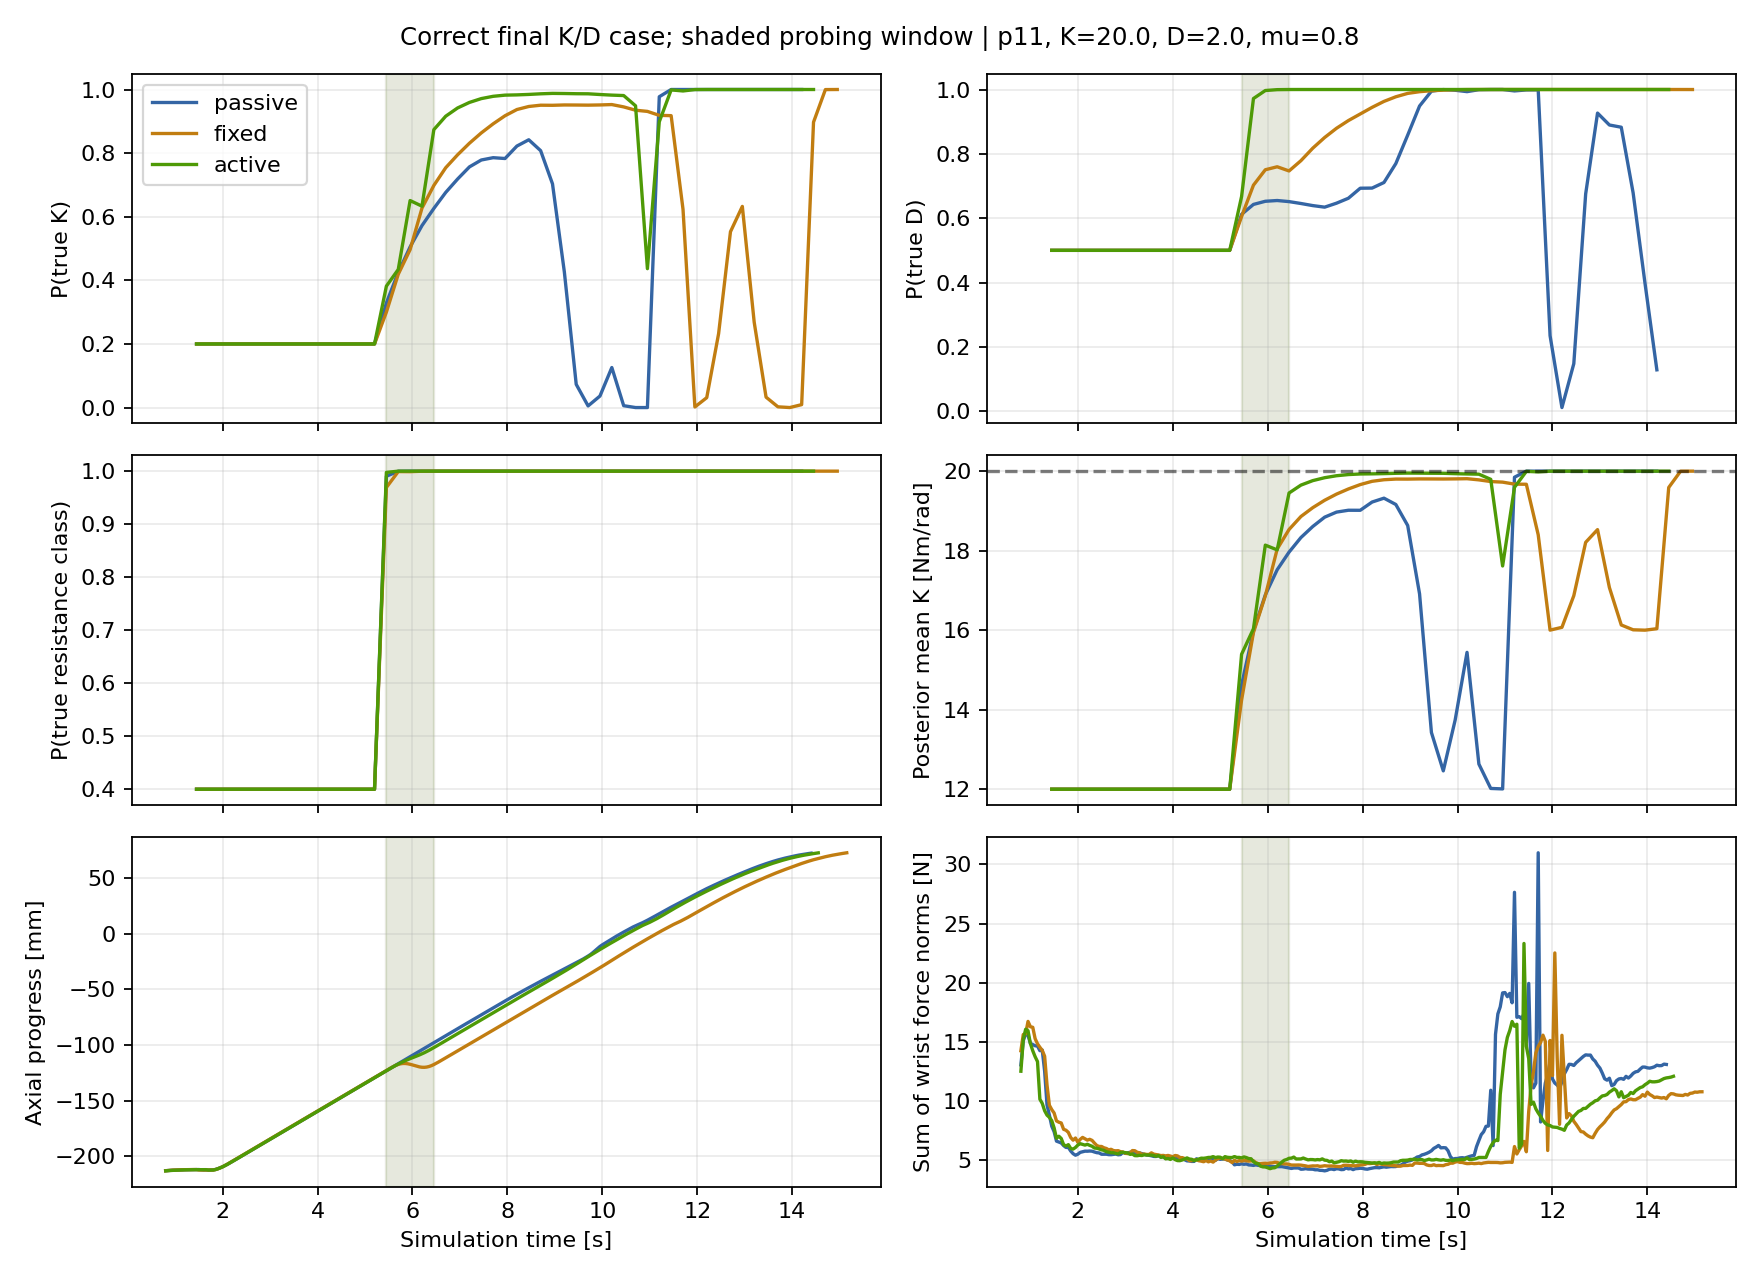 Correct final K/D case; shaded probing window | p11, K=20.0, D=2.0, mu=0.8
P(true K)
1.0
0.8
0.6
0.4
0.2
0.0
passive
fixed
active
P(true D)
1.0
0.8
0.6
0.4
0.2
0.0
P(true resistance class)
1.0
0.9
0.8
0.7
0.6
0.5
0.4
Posterior mean K [Nm/rad]
20
18
16
14
12
Axial progress [mm]
50
0
−50
−100
−150
−200
2 4 6 8 10 12 14
Simulation time [s]
Sum of wrist force norms [N]
30
25
20
15
10
5
2 4 6 8 10 12 14
Simulation time [s]